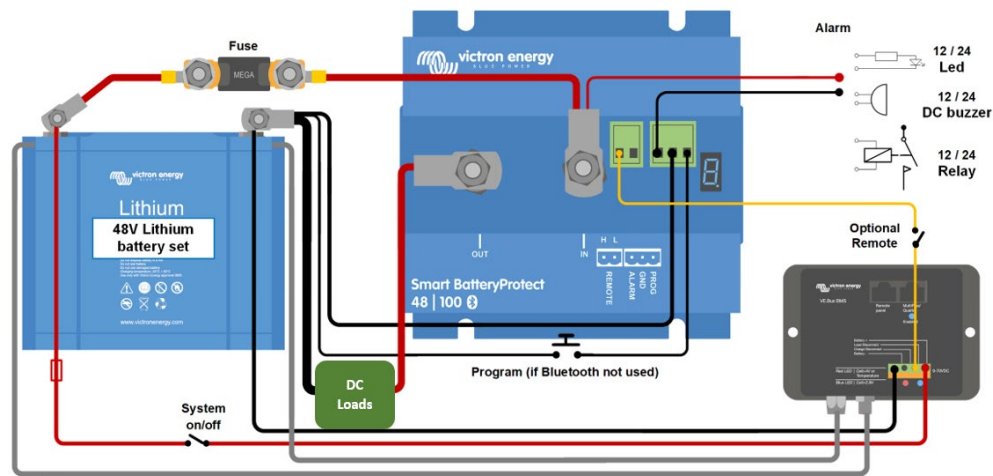 Alarm
Fuse
MEGA
victron energy
BLUE POWER
12 / 24
Led
12 / 24
DC buzzer
12 / 24
Relay
victron energy
Lithium
48V Lithium
battery set
www.victronenergy.com
OUT
IN
H L
REMOTE
ALARM
GND
PROG
Smart BatteryProtect
48 | 100
Optional
Remote
victron energy
VE.Bus BMS
Remote
panel
Program (if Bluetooth not used)
DC
Loads
System
on/off